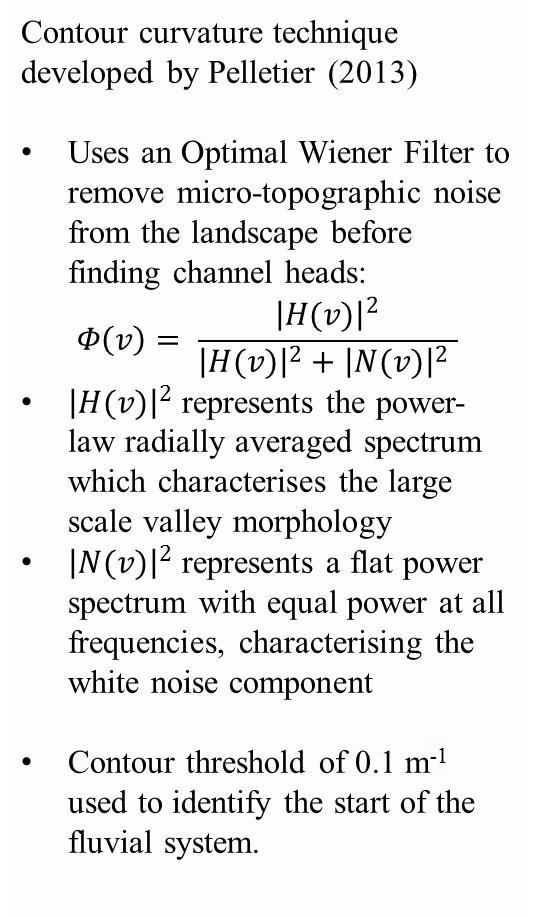 Contour curvature technique
developed by Pelletier (2013)
• Uses an Optimal Wiener Filter to
remove micro-topographic noise
from the landscape before
finding channel heads:
𝛷(𝑣) = |𝐻(𝑣)|² / |𝐻(𝑣)|² + |𝑁(𝑣)|²
• |𝐻(𝑣)|² represents the power-
law radially averaged spectrum
which characterises the large
scale valley morphology
• |𝑁(𝑣)|² represents a flat power
spectrum with equal power at all
frequencies, characterising the
white noise component
• Contour threshold of 0.1 m⁻¹
used to identify the start of the
fluvial system.